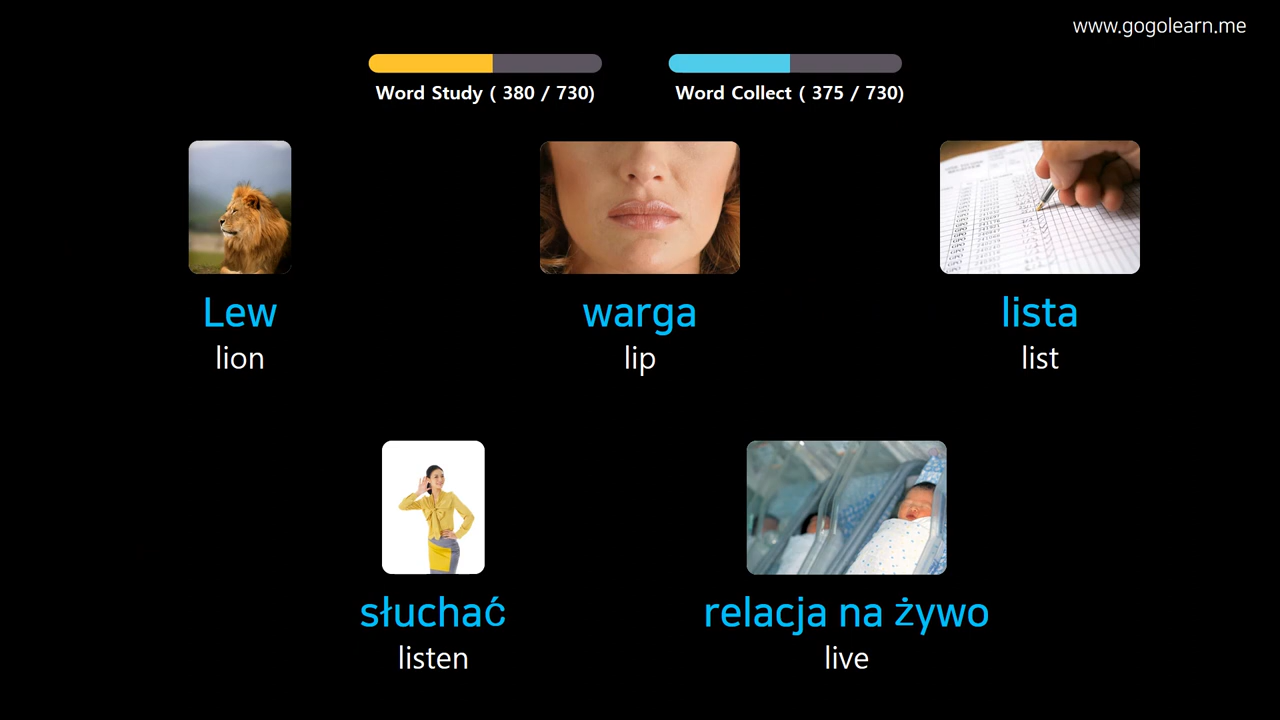 www.gogolearn.me
Word Study ( 380 / 730)
Word Collect ( 375 / 730)
Lew
lion
warga
lip
lista
list
słuchać
listen
relacja na żywo
live